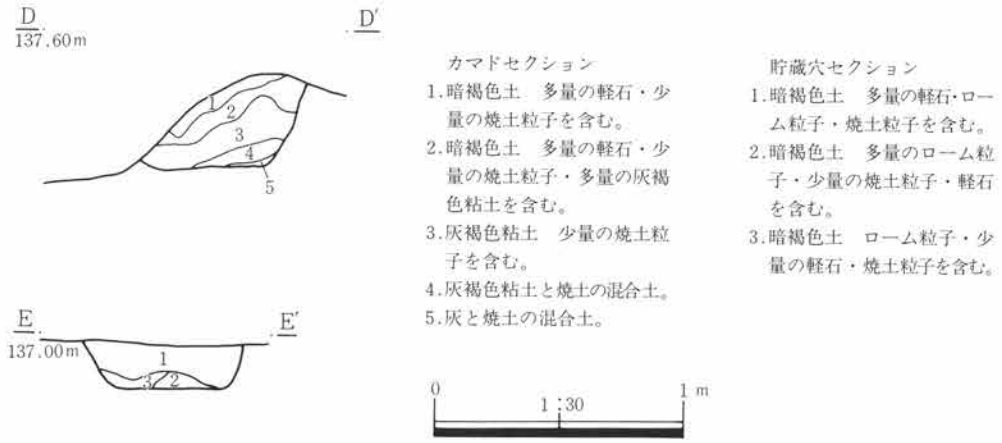 D
137.60m
D′
1
2
3
4
5
E
137.00m
E′
1
3 2
カマドセクション
1.暗褐色土　多量の軽石・少
量の焼土粒子を含む。
2.暗褐色土　多量の軽石・少
量の焼土粒子・多量の灰褐
色粘土を含む。
3.灰褐色粘土　少量の焼土粒
子を含む。
4.灰褐色粘土と焼土の混合土。
5.灰と焼土の混合土。
貯蔵穴セクション
1.暗褐色土　多量の軽石・ロー
ム粒子・焼土粒子を含む。
2.暗褐色土　多量のローム粒
子・少量の焼土粒子・軽石
を含む。
3.暗褐色土　ローム粒子・少
量の軽石・焼土粒子を含む。
0　1:30　1 m